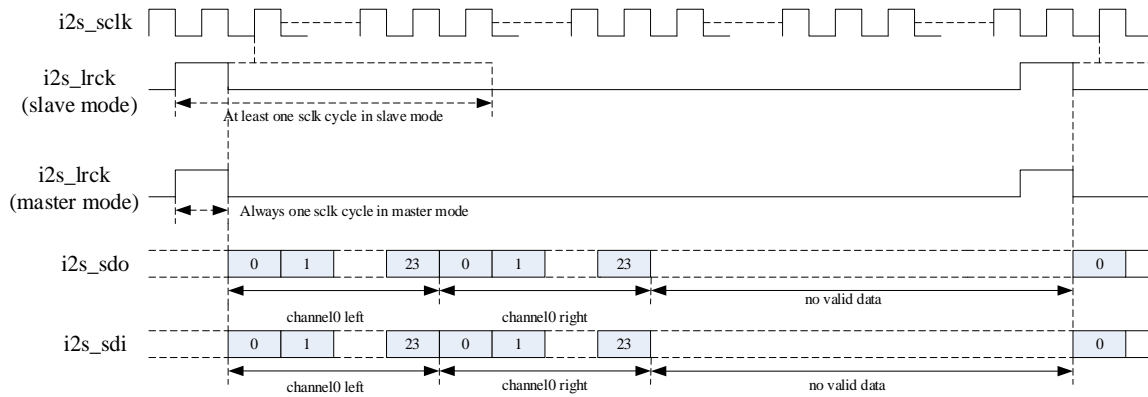 i2s_sclk
i2s_lrck
(slave mode)
At least one sclk cycle in slave mode
i2s_lrck
(master mode)
Always one sclk cycle in master mode
i2s_sdo
0 1 23 0 1 23 0
channel0 left channel0 right no valid data
i2s_sdi
0 1 23 0 1 23 0
channel0 left channel0 right no valid data